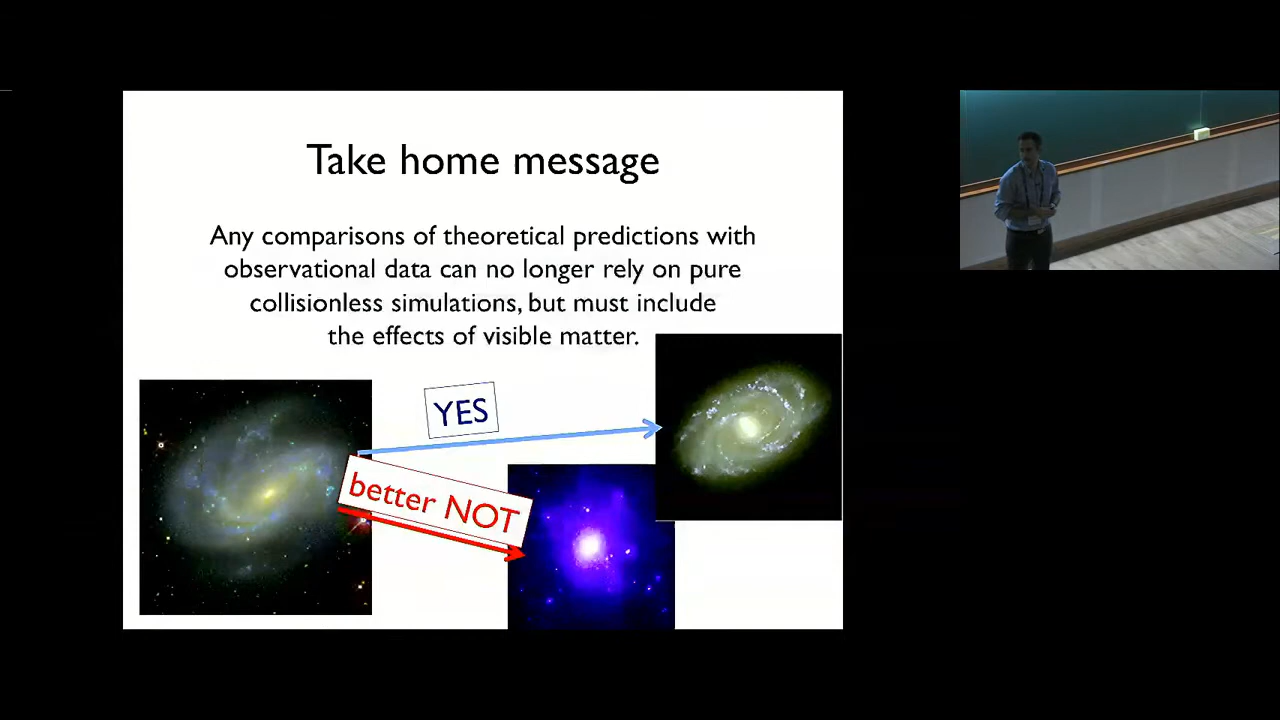 Take home message
Any comparisons of theoretical predictions with
observational data can no longer rely on pure
collisionless simulations, but must include
the effects of visible matter.
YES
better NOT